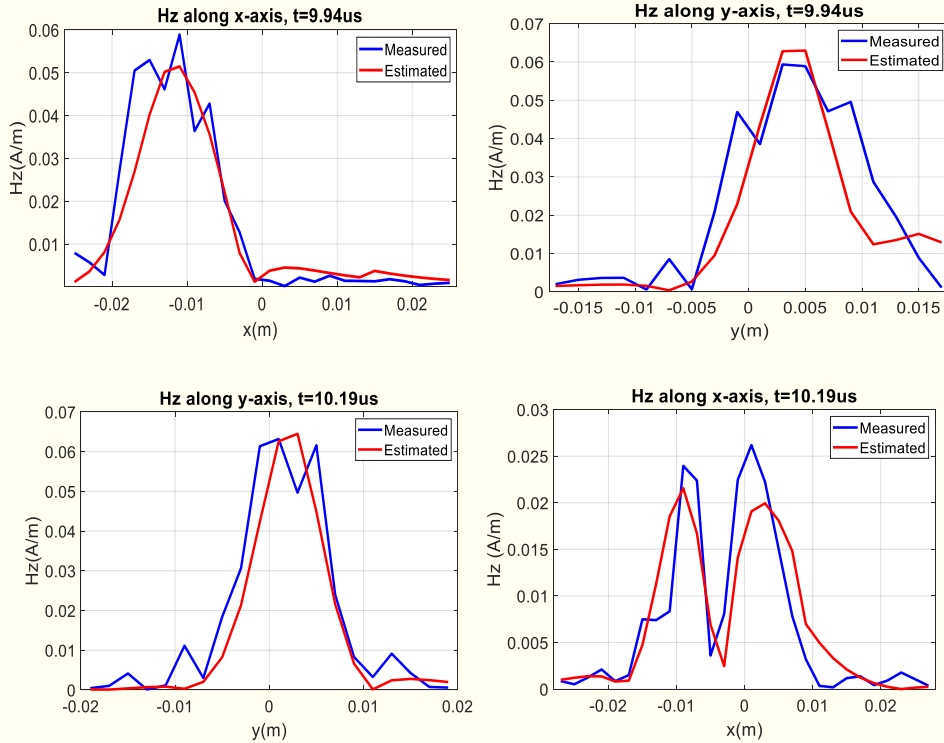 Hz along x-axis, t=9.94us
0.06
0.05
0.04
0.03
0.02
0.01
Hz(A/m)
-0.02 -0.01 0 0.01 0.02
x(m)
Measured
Estimated
Hz along y-axis, t=9.94us
0.07
0.06
0.05
0.04
0.03
0.02
0.01
0
Hz(A/m)
-0.015 -0.01 -0.005 0 0.005 0.01 0.015
y(m)
Measured
Estimated
Hz along y-axis, t=10.19us
0.07
0.06
0.05
0.04
0.03
0.02
0.01
0
Hz(A/m)
-0.02 -0.01 0 0.01 0.02
y(m)
Measured
Estimated
Hz along x-axis, t=10.19us
0.03
0.025
0.02
0.015
0.01
0.005
0
Hz (A/m)
-0.02 -0.01 0 0.01 0.02
x(m)
Measured
Estimated